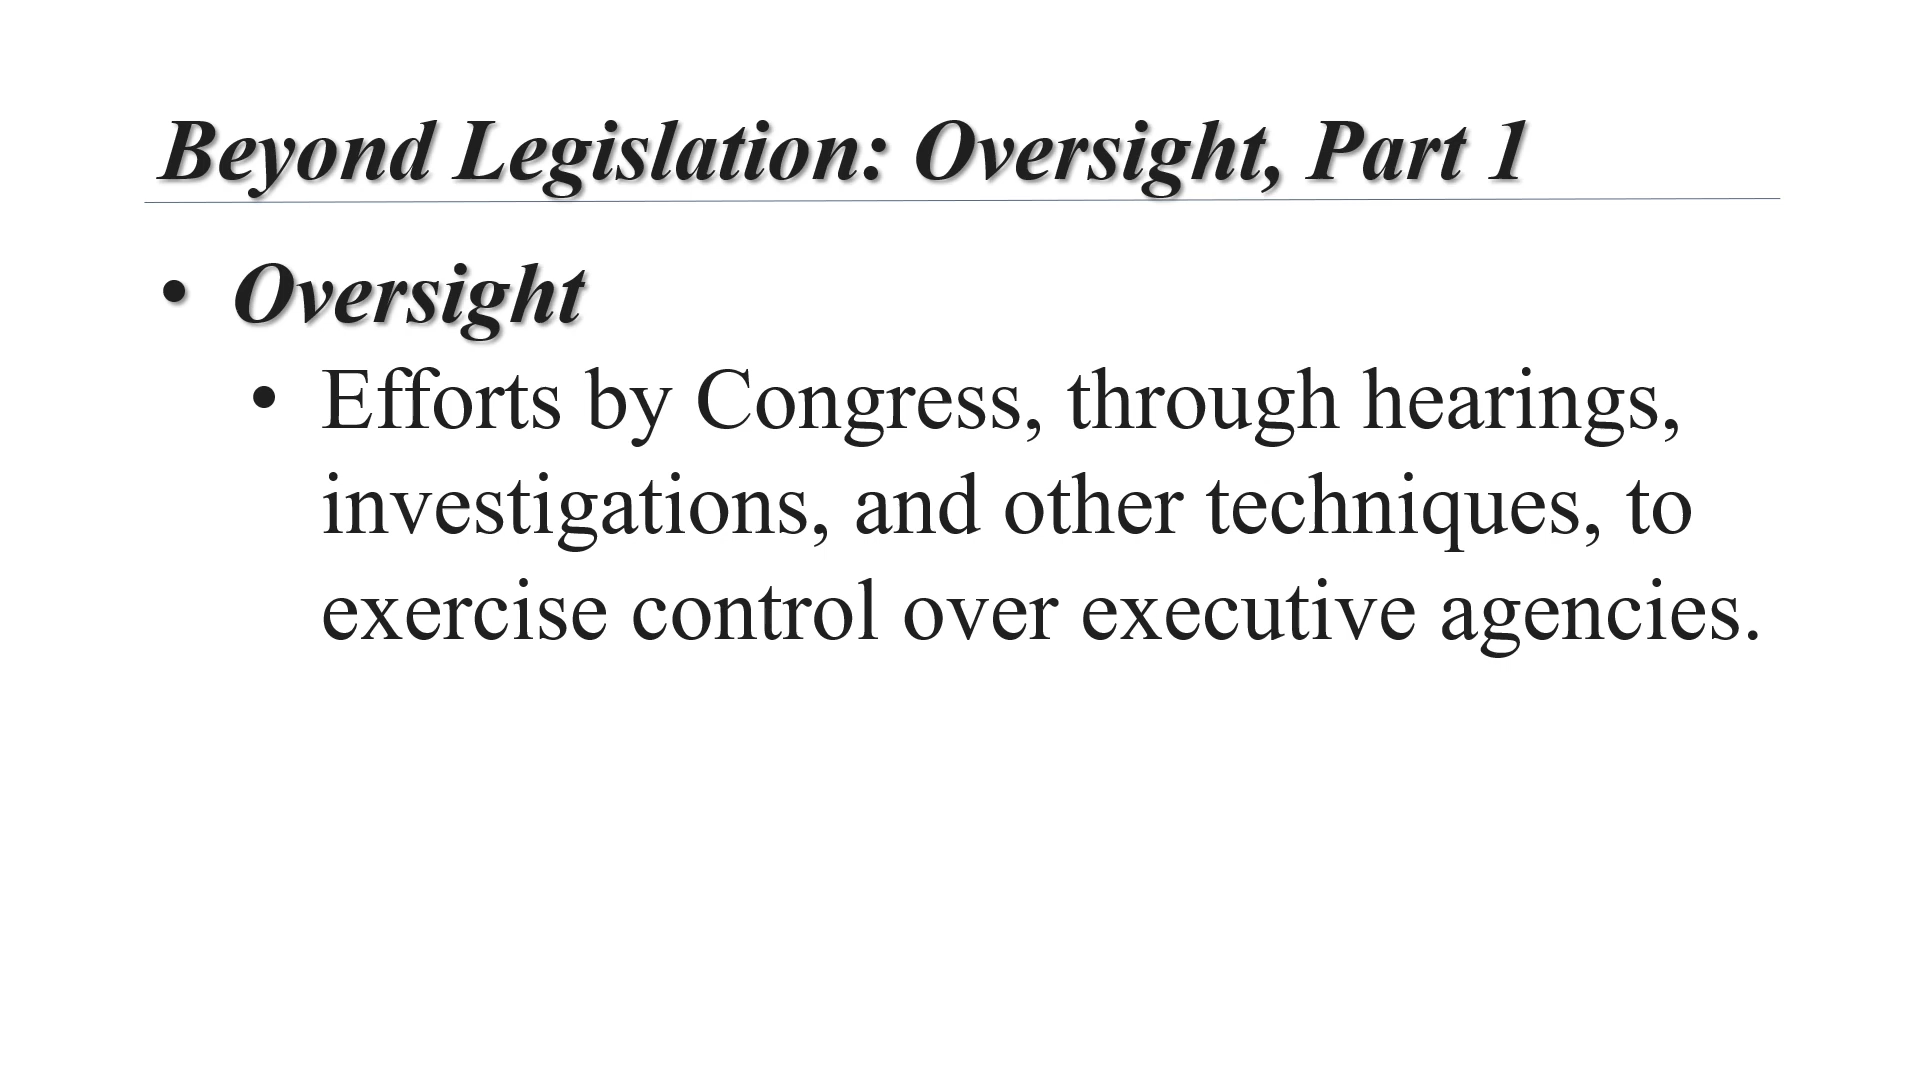 Beyond Legislation: Oversight, Part 1
• Oversight
• Efforts by Congress, through hearings,
investigations, and other techniques, to
exercise control over executive agencies.